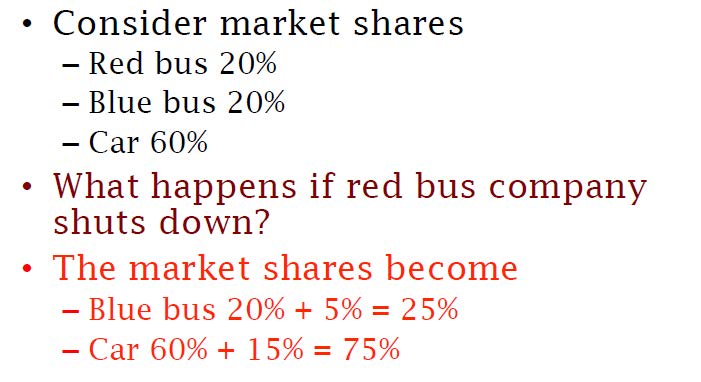 • Consider market shares
– Red bus 20%
– Blue bus 20%
– Car 60%
• What happens if red bus company
shuts down?
• The market shares become
– Blue bus 20% + 5% = 25%
– Car 60% + 15% = 75%